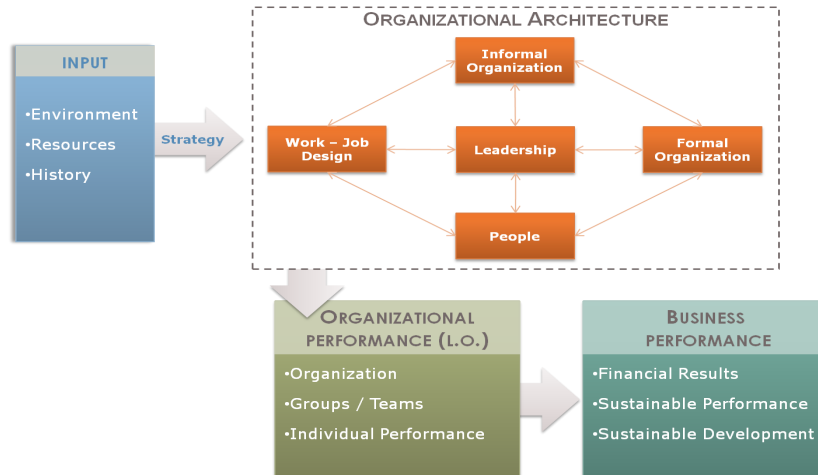 ORGANIZATIONAL ARCHITECTURE
INPUT
•Environment
•Resources
•History
Strategy
Informal
Organization
Work – Job
Design
Leadership
Formal
Organization
People
ORGANIZATIONAL
PERFORMANCE (L.O.)
•Organization
•Groups / Teams
•Individual Performance
BUSINESS
PERFORMANCE
•Financial Results
•Sustainable Performance
•Sustainable Development